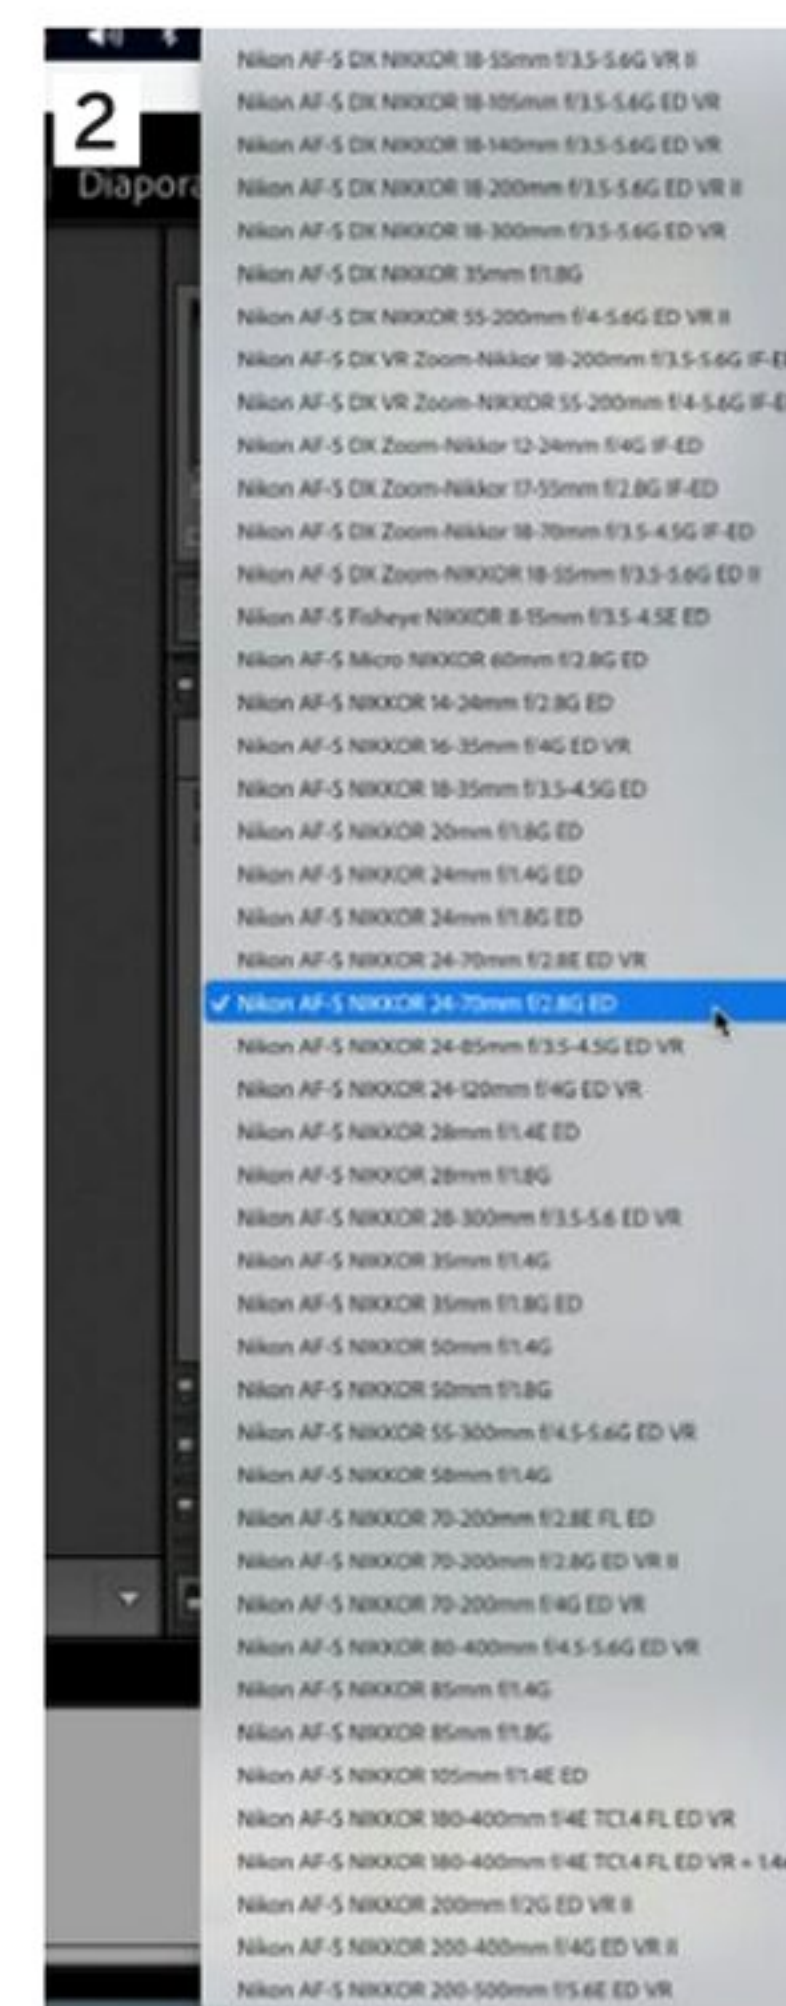 2
Diapora
Nikon AF-S DX NIKKOR 18-55mm f/3.5-5.6G VR II
Nikon AF-S DX NIKKOR 18-105mm f/3.5-5.6G ED VR
Nikon AF-S DX NIKKOR 18-140mm f/3.5-5.6G ED VR
Nikon AF-S DX NIKKOR 18-200mm f/3.5-5.6G ED VR II
Nikon AF-S DX NIKKOR 18-300mm f/3.5-5.6G ED VR
Nikon AF-S DX NIKKOR 35mm f/1.8G
Nikon AF-S DX NIKKOR 55-200mm f/4-5.6G ED VR II
Nikon AF-S DX VR Zoom-Nikkor 18-200mm f/3.5-5.6G IF-E
Nikon AF-S DX VR Zoom-NIKKOR 55-200mm f/4-5.6G IF-E
Nikon AF-S DX Zoom-Nikkor 12-24mm f/4G IF-ED
Nikon AF-S DX Zoom-Nikkor 17-55mm f/2.8G IF-ED
Nikon AF-S DX Zoom-Nikkor 18-70mm f/3.5-4.5G IF-ED
Nikon AF-S DX Zoom-NIKKOR 18-55mm f/3.5-5.6G ED II
Nikon AF-S Fisheye NIKKOR 8-15mm f/3.5-4.5E ED
Nikon AF-S Micro NIKKOR 60mm f/2.8G ED
Nikon AF-S NIKKOR 14-24mm f/2.8G ED
Nikon AF-S NIKKOR 16-35mm f/4G ED VR
Nikon AF-S NIKKOR 18-35mm f/3.5-4.5G ED
Nikon AF-S NIKKOR 20mm f/1.8G ED
Nikon AF-S NIKKOR 24mm f/1.4G ED
Nikon AF-S NIKKOR 24mm f/1.8G ED
Nikon AF-S NIKKOR 24-70mm f/2.8E ED VR
✓ Nikon AF-S NIKKOR 24-70mm f/2.8G ED
Nikon AF-S NIKKOR 24-85mm f/3.5-4.5G ED VR
Nikon AF-S NIKKOR 24-120mm f/4G ED VR
Nikon AF-S NIKKOR 28mm f/1.4E ED
Nikon AF-S NIKKOR 28mm f/1.8G
Nikon AF-S NIKKOR 28-300mm f/3.5-5.6 ED VR
Nikon AF-S NIKKOR 35mm f/1.4G
Nikon AF-S NIKKOR 35mm f/1.8G ED
Nikon AF-S NIKKOR 50mm f/1.4G
Nikon AF-S NIKKOR 50mm f/1.8G
Nikon AF-S NIKKOR 55-300mm f/4.5-5.6G ED VR
Nikon AF-S NIKKOR 58mm f/1.4G
Nikon AF-S NIKKOR 70-200mm f/2.8E FL ED
Nikon AF-S NIKKOR 70-200mm f/2.8G ED VR II
Nikon AF-S NIKKOR 70-200mm f/4G ED VR
Nikon AF-S NIKKOR 80-400mm f/4.5-5.6G ED VR
Nikon AF-S NIKKOR 85mm f/1.4G
Nikon AF-S NIKKOR 85mm f/1.8G
Nikon AF-S NIKKOR 105mm f/1.4E ED
Nikon AF-S NIKKOR 180-400mm f/4E TC1.4 FL ED VR
Nikon AF-S NIKKOR 180-400mm f/4E TC1.4 FL ED VR + 1.4
Nikon AF-S NIKKOR 200mm f/2G ED VR II
Nikon AF-S NIKKOR 200-400mm f/4G ED VR II
Nikon AF-S NIKKOR 200-500mm f/5.6E ED VR